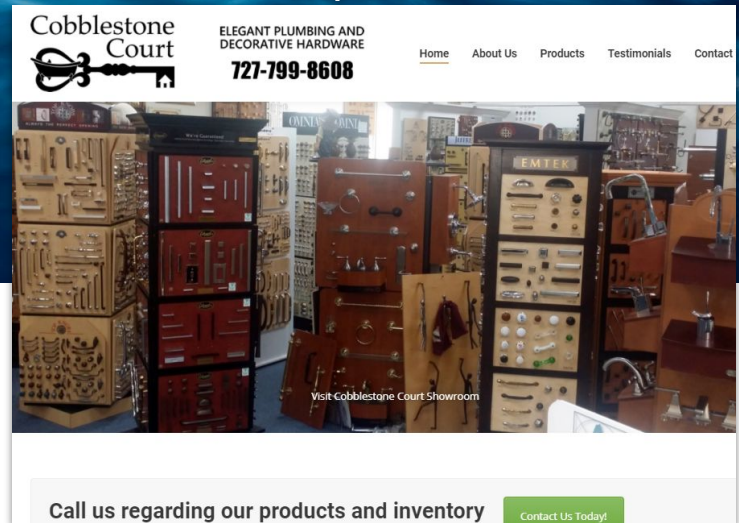 Cobblestone
Court
ELEGANT PLUMBING AND
DECORATIVE HARDWARE
727-799-8608
Home
About Us
Products
Testimonials
Contact
OMNIA
OMNI
EMTEK
Visit Cobblestone Court Showroom
Call us regarding our products and inventory
Contact Us Today!